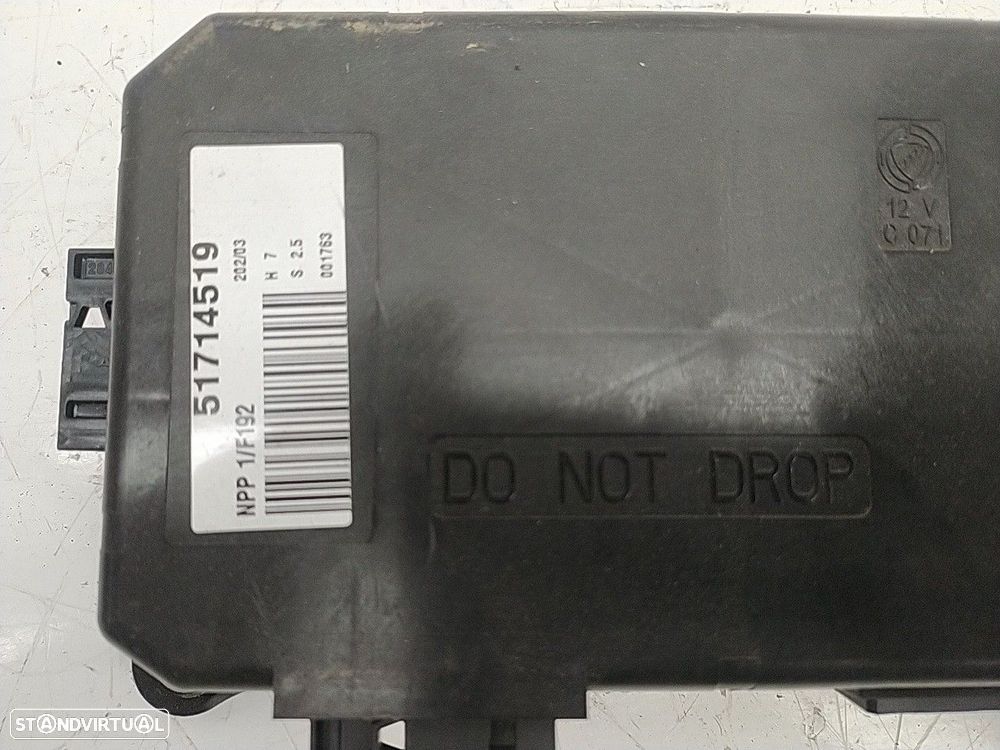 51714519
202/03
H 7
S 2.5
001763
NPP 1/F192
12 V
C 071
DO NOT DROP
STANDVIRTUAL